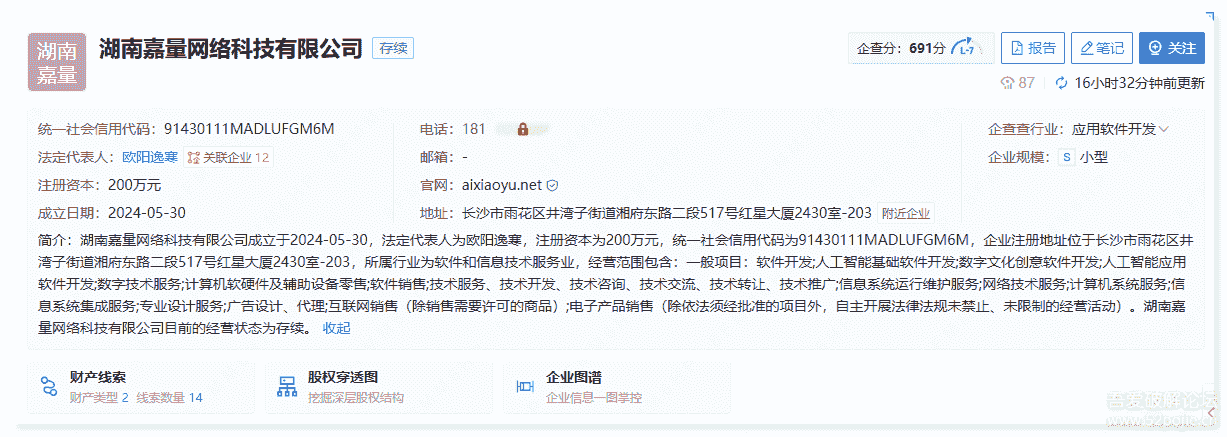 湖南
嘉量
湖南嘉量网络科技有限公司 存续
企查分：691分 L-7 报告 笔记 关注
87 16小时32分钟前更新
统一社会信用代码：91430111MADLUFGM6M 电话：181 企查查行业：应用软件开发
法定代表人：欧阳逸寒 关联企业 12 邮箱：- 企业规模：S 小型
注册资本：200万元 官网：aixiaoyu.net
成立日期：2024-05-30 地址：长沙市雨花区井湾子街道湘府东路二段517号红星大厦2430室-203 附近企业
简介：湖南嘉量网络科技有限公司成立于2024-05-30，法定代表人为欧阳逸寒，注册资本为200万元，统一社会信用代码为91430111MADLUFGM6M，企业注册地址位于长沙市雨花区井
湾子街道湘府东路二段517号红星大厦2430室-203，所属行业为软件和信息技术服务业，经营范围包含：一般项目：软件开发;人工智能基础软件开发;数字文化创意软件开发;人工智能应用
软件开发;数字技术服务;计算机软硬件及辅助设备零售;软件销售;技术服务、技术开发、技术咨询、技术交流、技术转让、技术推广;信息系统运行维护服务;网络技术服务;计算机系统服务;信
息系统集成服务;专业设计服务;广告设计、代理;互联网销售（除销售需要许可的商品）;电子产品销售（除依法须经批准的项目外，自主开展法律法规未禁止、未限制的经营活动）。湖南嘉
量网络科技有限公司目前的经营状态为存续。 收起
财产线索 股权穿透图 企业图谱
财产类型 2 线索数量 14 挖掘深层股权结构 企业信息一图掌控
吾爱破解论坛
www.52pojie.cn